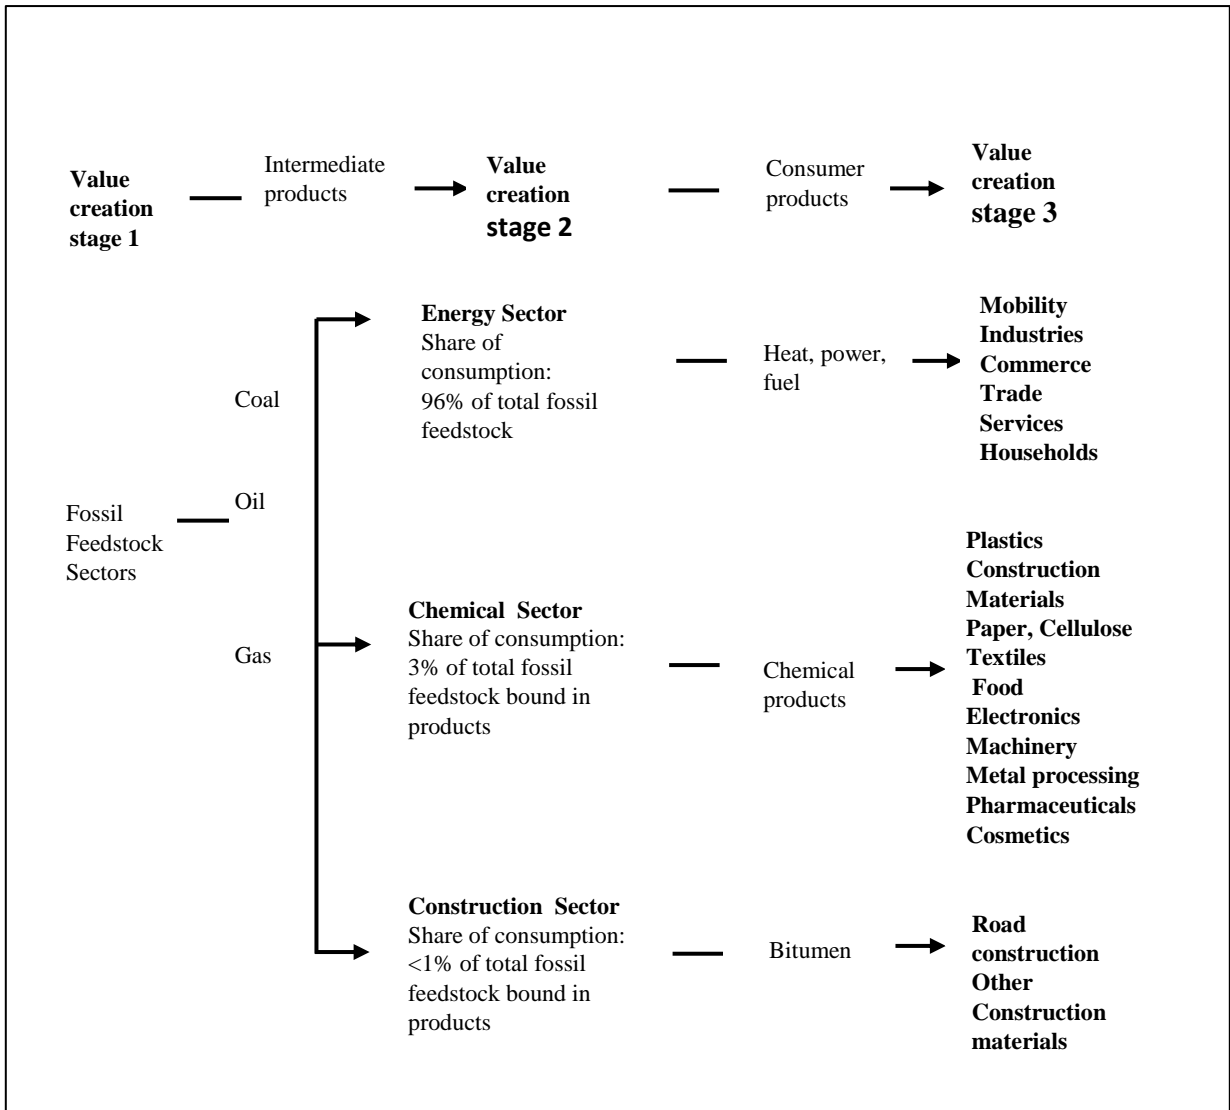 Value
creation
stage 1
Intermediate
products
Value
creation
stage 2
Consumer
products
Value
creation
stage 3
Fossil
Feedstock
Sectors
Coal
Oil
Gas
Energy Sector
Share of
consumption:
96% of total fossil
feedstock
Heat, power,
fuel
Mobility
Industries
Commerce
Trade
Services
Households
Chemical Sector
Share of consumption:
3% of total fossil
feedstock bound in
products
Chemical
products
Plastics
Construction
Materials
Paper, Cellulose
Textiles
Food
Electronics
Machinery
Metal processing
Pharmaceuticals
Cosmetics
Construction Sector
Share of consumption:
<1% of total fossil
feedstock bound in
products
Bitumen
Road
construction
Other
Construction
materials